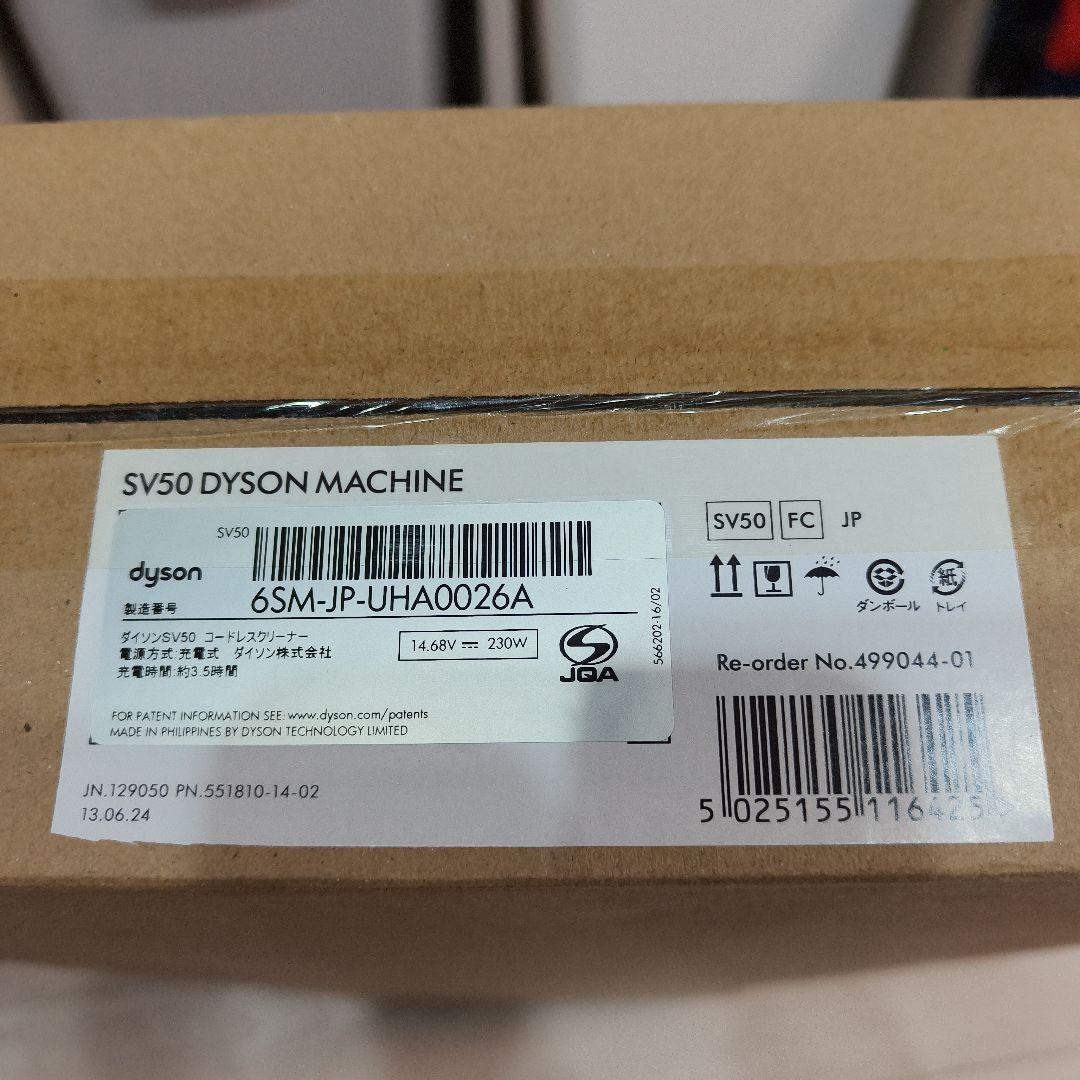 SV50 DYSON MACHINE
SV50
dyson
6SM-JP-UHA0026A
製造番号
ダイソンSV50 コードレスクリーナー
電源方式:充電式 ダイソン株式会社
充電時間:約3.5時間
14.68V ⎓ 230W
JQA
566202-16/02
FOR PATENT INFORMATION SEE: www.dyson.com/patents
MADE IN PHILIPPINES BY DYSON TECHNOLOGY LIMITED
JN.129050 PN.551810-14-02
13.06.24
SV50 FC JP
紙
ダンボール トレイ
Re-order No.499044-01
5 025155 116425